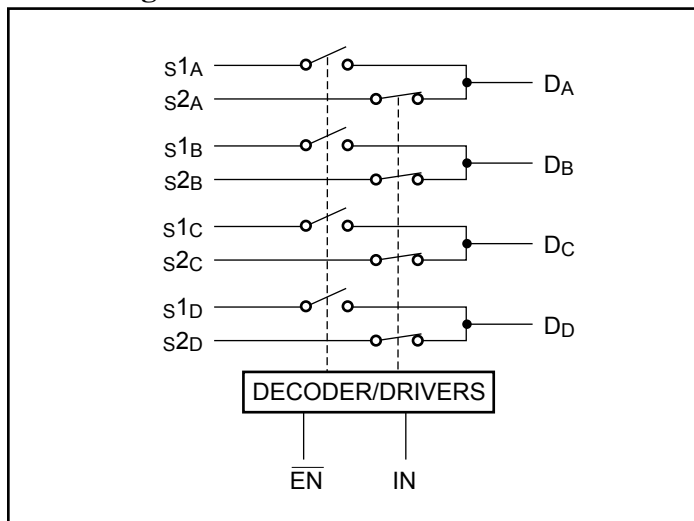 S1A
DA
S2A
S1B
DB
S2B
S1C
DC
S2C
S1D
DD
S2D
DECODER/DRIVERS
EN IN